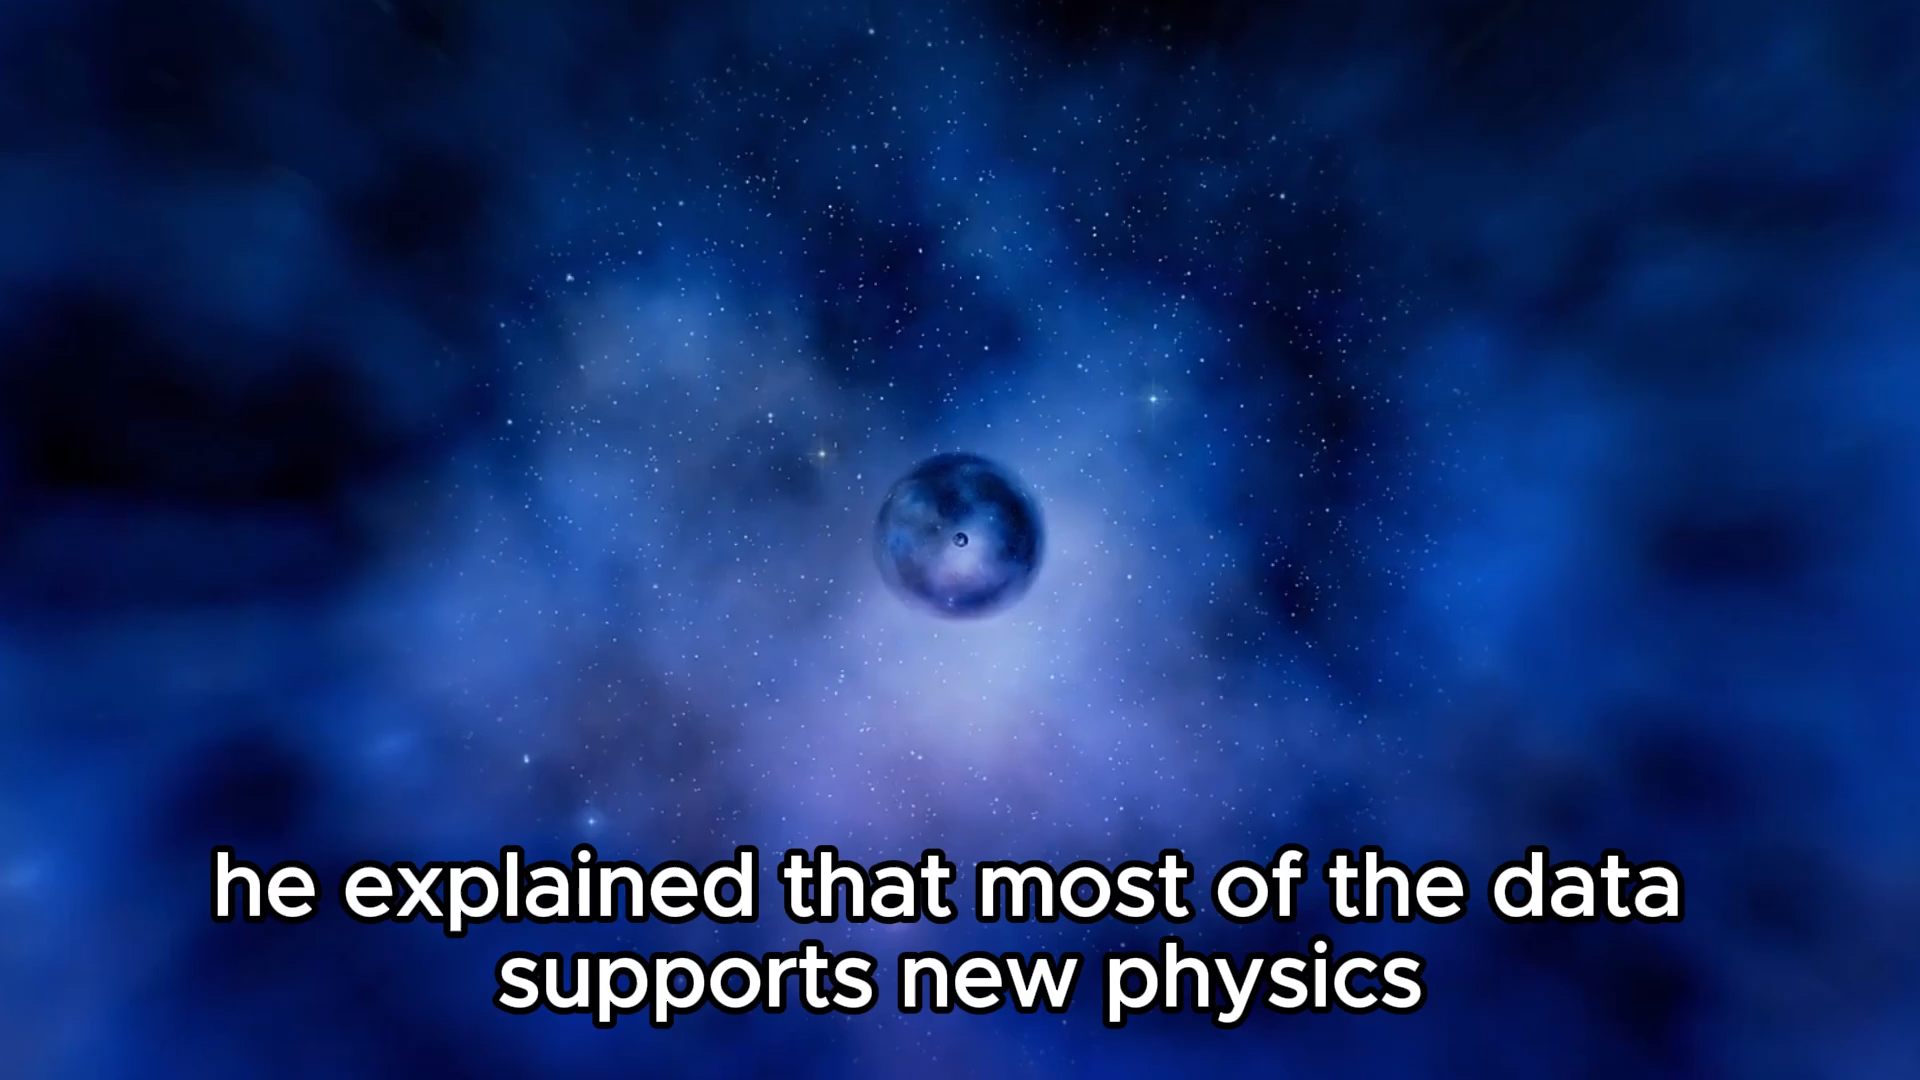 he explained that most of the data
supports new physics